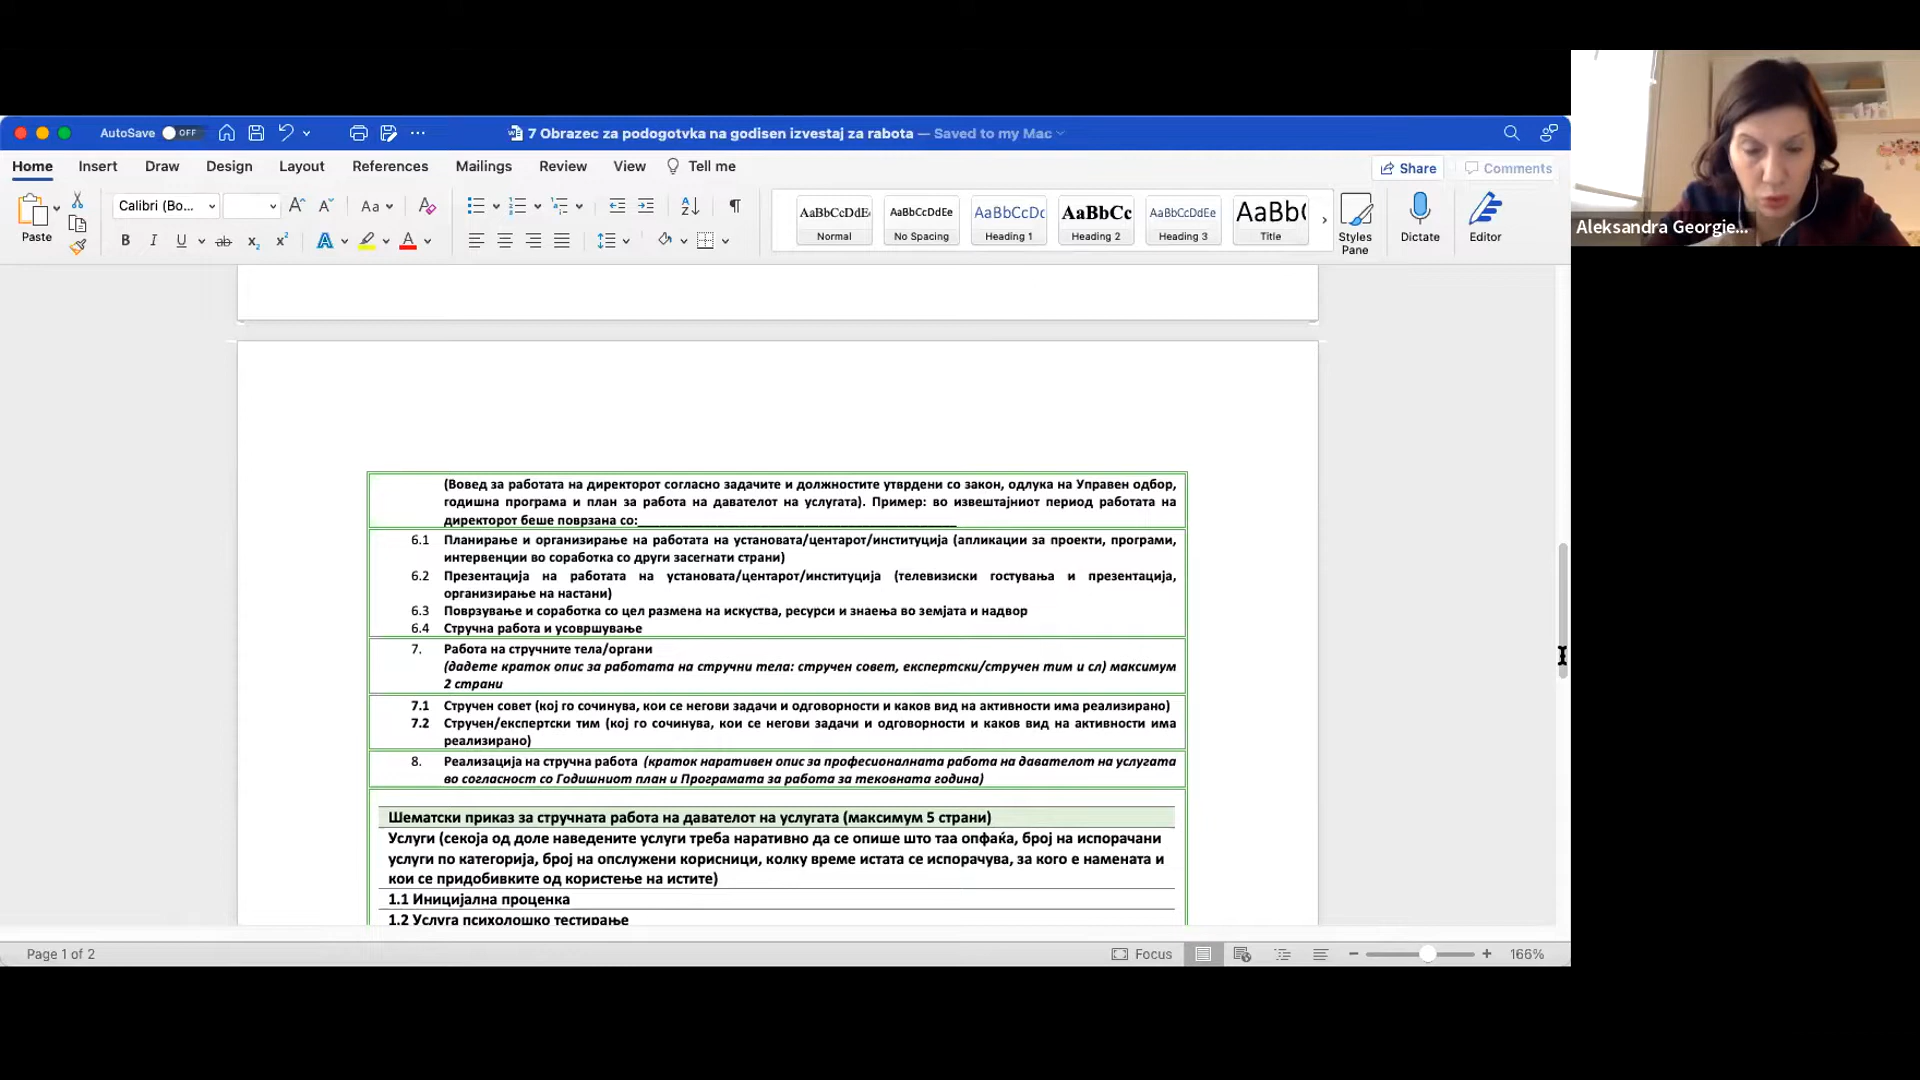 AutoSave OFF
7 Obrazec za podogotvka na godisen izvestaj za rabota — Saved to my Mac
Home Insert Draw Design Layout References Mailings Review View Tell me
Share Comments
Paste
Calibri (Bo...
AaBbCcDdEe Normal
AaBbCcDdEe No Spacing
AaBbCcDc Heading 1
AaBbCc Heading 2
AaBbCcDdEe Heading 3
AaBb( Title
Styles Pane
Dictate
Editor
Aleksandra Georgie...
(Вовед за работата на директорот согласно задачите и должностите утврдени со закон, одлука на Управен одбор,
годишна програма и план за работа на давателот на услугата). Пример: во извештајниот период работата на
директорот беше поврзана со:
6.1 Планирање и организирање на работата на установата/центарот/институција (апликации за проекти, програми,
интервенции во соработка со други засегнати страни)
6.2 Презентација на работата на установата/центарот/институција (телевизиски гостувања и презентација,
организирање на настани)
6.3 Поврзување и соработка со цел размена на искуства, ресурси и знаења во земјата и надвор
6.4 Стручна работа и усовршување
7. Работа на стручните тела/органи
(дадете краток опис за работата на стручни тела: стручен совет, експертски/стручен тим и сл) максимум
2 страни
7.1 Стручен совет (кој го сочинува, кои се негови задачи и одговорности и каков вид на активности има реализирано)
7.2 Стручен/експертски тим (кој го сочинува, кои се негови задачи и одговорности и каков вид на активности има
реализирано)
8. Реализација на стручна работа (краток наративен опис за професионалната работа на давателот на услугата
во согласност со Годишниот план и Програмата за работа за тековната година)
Шематски приказ за стручната работа на давателот на услугата (максимум 5 страни)
Услуги (секоја од доле наведените услуги треба наративно да се опише што таа опфаќа, број на испорачани
услуги по категорија, број на опслужени корисници, колку време истата се испорачува, за кого е намената и
кои се придобивките од користење на истите)
1.1 Иницијална проценка
1.2 Услуга психолошко тестирање
Page 1 of 2
Focus
166%